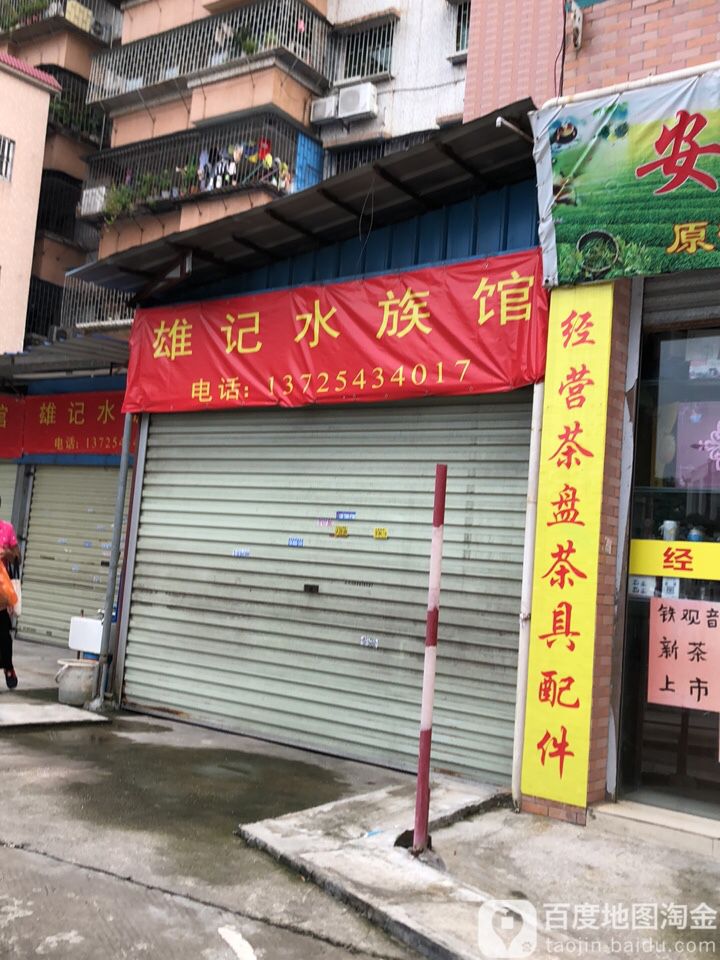 雄记水族馆
电话：13725434017
馆
雄记水
电话：137254
安
原
经营茶盘茶具配件
经
铁观音
新茶
上市
百度地图淘金
taojin.baidu.com